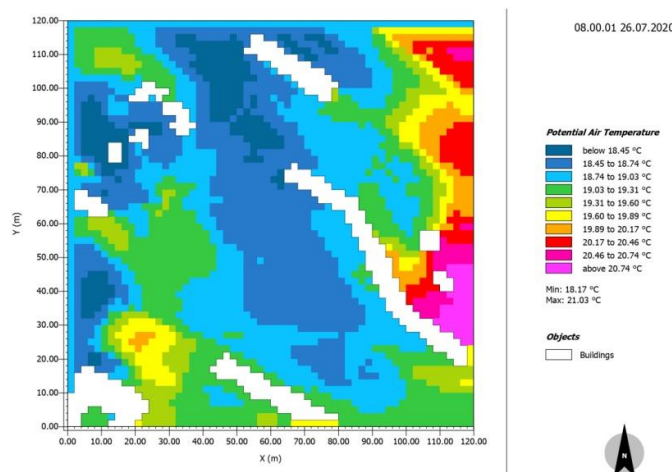 08.00.01 26.07.2020
120.00
110.00
100.00
90.00
80.00
70.00
60.00
50.00
40.00
30.00
20.00
10.00
0.00
Y (m)
0.00 10.00 20.00 30.00 40.00 50.00 60.00 70.00 80.00 90.00 100.00 110.00 120.00
X (m)
Potential Air Temperature
below 18.45 °C
18.45 to 18.74 °C
18.74 to 19.03 °C
19.03 to 19.31 °C
19.31 to 19.60 °C
19.60 to 19.89 °C
19.89 to 20.17 °C
20.17 to 20.46 °C
20.46 to 20.74 °C
above 20.74 °C
Min: 18.17 °C
Max: 21.03 °C
Objects
Buildings
N